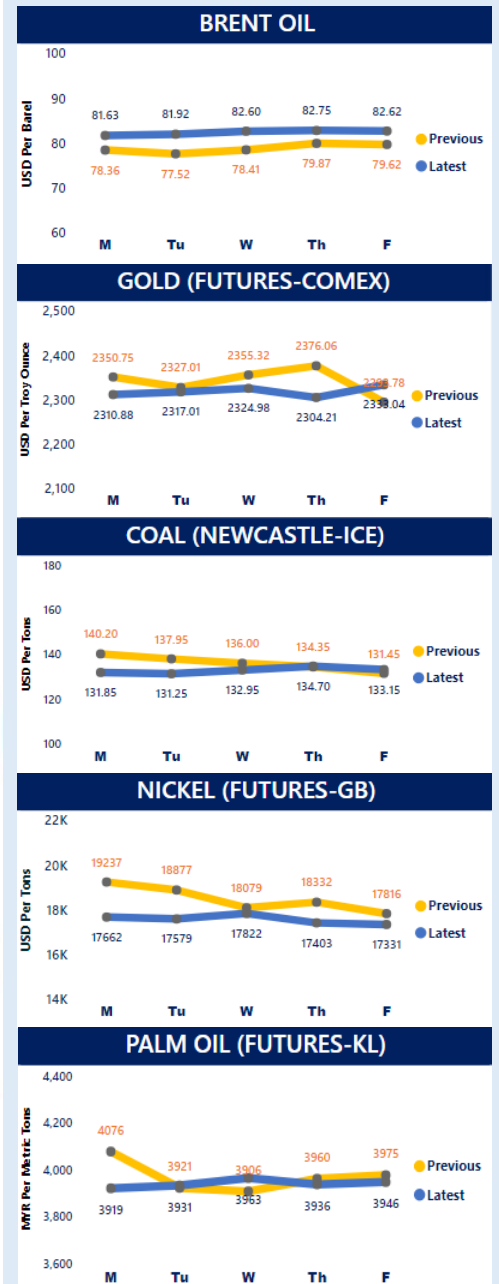 BRENT OIL
100
90
80
70
60
USD Per Barel
81.63 81.92 82.60 82.75 82.62
78.36 77.52 78.41 79.87 79.62
Previous
Latest
M Tu W Th F
GOLD (FUTURES-COMEX)
2,500
2,400
2,300
2,200
2,100
USD Per Troy Ounce
2350.75 2327.01 2355.32 2376.06
2310.88 2317.01 2324.98 2304.21 2333.04
Previous
Latest
M Tu W Th F
COAL (NEWCASTLE-ICE)
180
160
140
120
100
USD Per Tons
140.20 137.95 136.00 134.35 131.45
131.85 131.25 132.95 134.70 133.15
Previous
Latest
M Tu W Th F
NICKEL (FUTURES-GB)
22K
20K
18K
16K
14K
USD Per Tons
19237 18877 18079 18332 17816
17662 17579 17822 17403 17331
Previous
Latest
M Tu W Th F
PALM OIL (FUTURES-KL)
4,400
4,200
4,000
3,800
3,600
MYR Per Metric Tons
4076 3921 3906 3960 3975
3919 3931 3963 3936 3946
Previous
Latest
M Tu W Th F